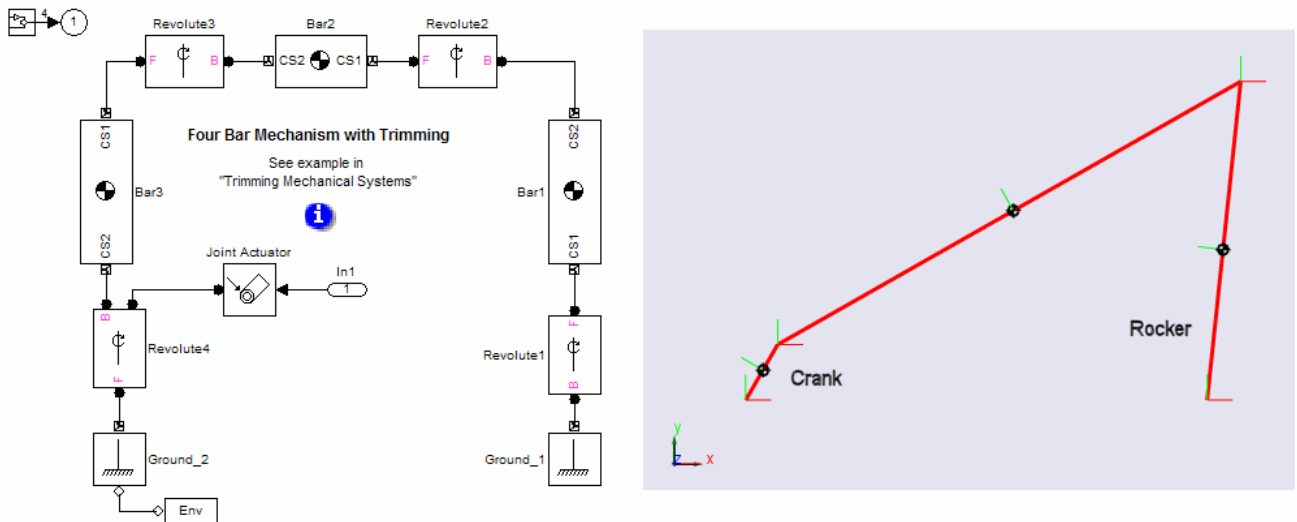 4
1
Revolute3
Bar2
Revolute2
F
B
CS2
CS1
F
B
CS1
CS2
Bar3
Four Bar Mechanism with Trimming
See example in
"Trimming Mechanical Systems"
i
Bar1
CS2
CS1
Joint Actuator
In1
1
B
F
Revolute4
F
B
Revolute1
Ground_2
Ground_1
Env
Crank
Rocker
y
z
x